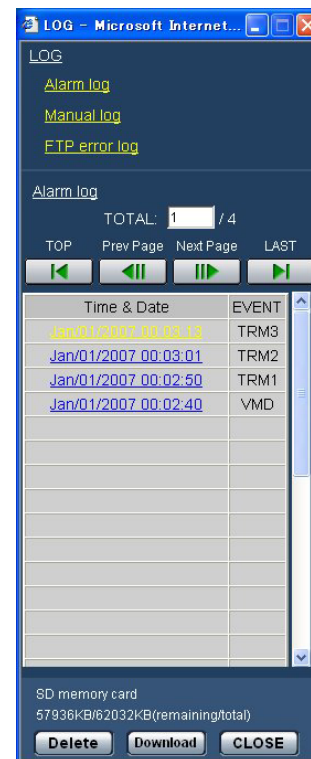 LOG - Microsoft Internet...
LOG
Alarm log
Manual log
FTP error log
Alarm log
TOTAL: 1 / 4
TOP Prev Page Next Page LAST
Time & Date EVENT
Jan/01/2007 00:03:13 TRM3
Jan/01/2007 00:03:01 TRM2
Jan/01/2007 00:02:50 TRM1
Jan/01/2007 00:02:40 VMD
SD memory card
57936KB/62032KB(remaining/total)
Delete Download CLOSE